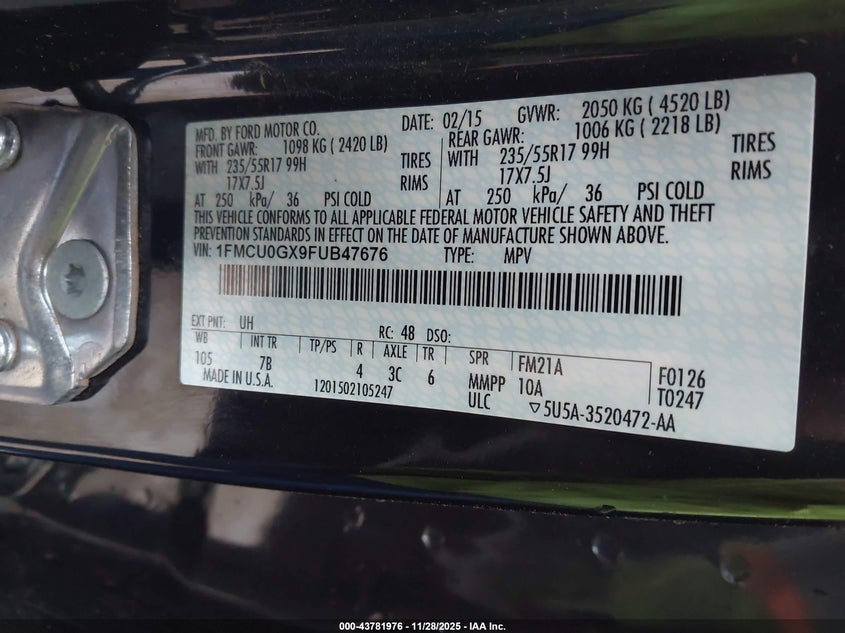 MFD. BY FORD MOTOR CO. DATE: 02/15 GVWR: 2050 KG ( 4520 LB)
FRONT GAWR: 1098 KG ( 2420 LB) REAR GAWR: 1006 KG ( 2218 LB)
WITH 235/55R17 99H TIRES WITH 235/55R17 99H TIRES
17X7.5J RIMS 17X7.5J RIMS
AT 250 kPa/ 36 PSI COLD AT 250 kPa/ 36 PSI COLD
THIS VEHICLE CONFORMS TO ALL APPLICABLE FEDERAL MOTOR VEHICLE SAFETY AND THEFT
PREVENTION STANDARDS IN EFFECT ON THE DATE OF MANUFACTURE SHOWN ABOVE.
VIN: 1FMCU0GX9FUB47676 TYPE: MPV
EXT PNT: UH RC: 48 DSO:
WB INT TR TP/PS R AXLE TR SPR FM21A F0126
105 7B 4 3C 6 MMPP 10A T0247
MADE IN U.S.A. 1201502105247 ULC ▽5U5A-3520472-AA
000-43781976 | 11/28/2025 - IAA Inc.